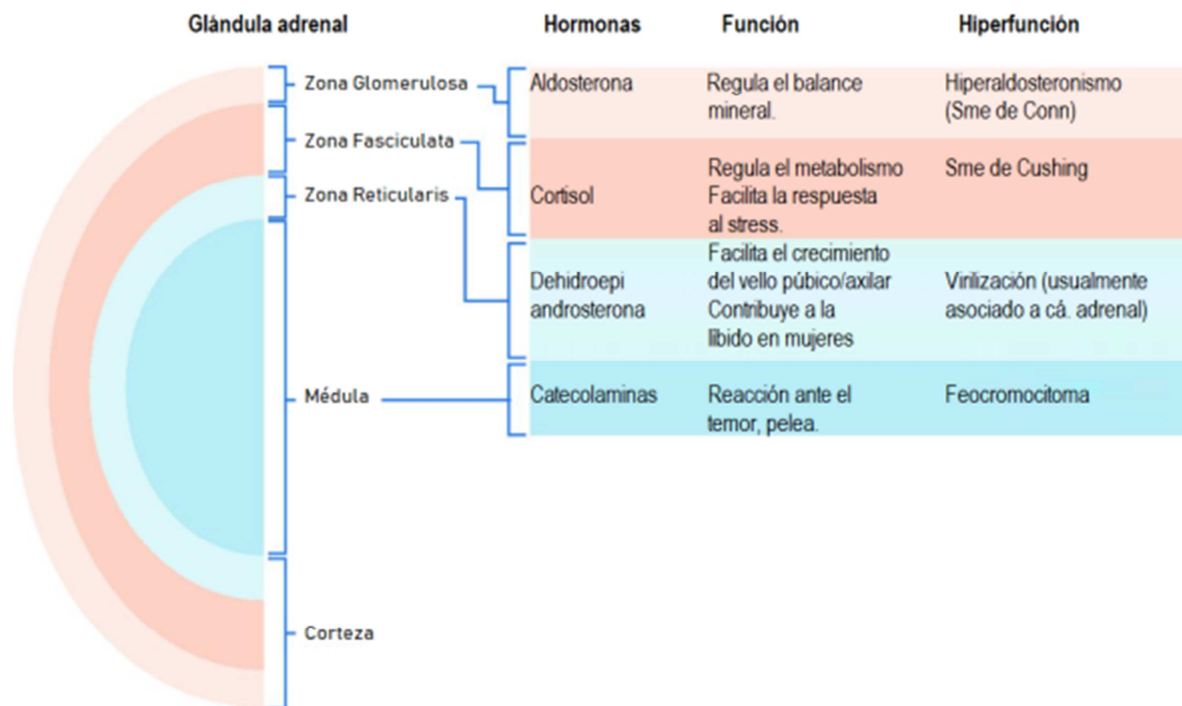 Glándula adrenal
Hormonas
Función
Hiperfunción
Zona Glomerulosa
Aldosterona
Regula el balance
mineral.
Hiperaldosteronismo
(Sme de Conn)
Zona Fasciculata
Cortisol
Regula el metabolismo
Facilita la respuesta
al stress.
Sme de Cushing
Zona Reticularis
Dehidroepi
androsterona
Facilita el crecimiento
del vello púbico/axilar
Contribuye a la
líbido en mujeres
Virilización (usualmente
asociado a cá. adrenal)
Médula
Catecolaminas
Reacción ante el
temor, pelea.
Feocromocitoma
Corteza